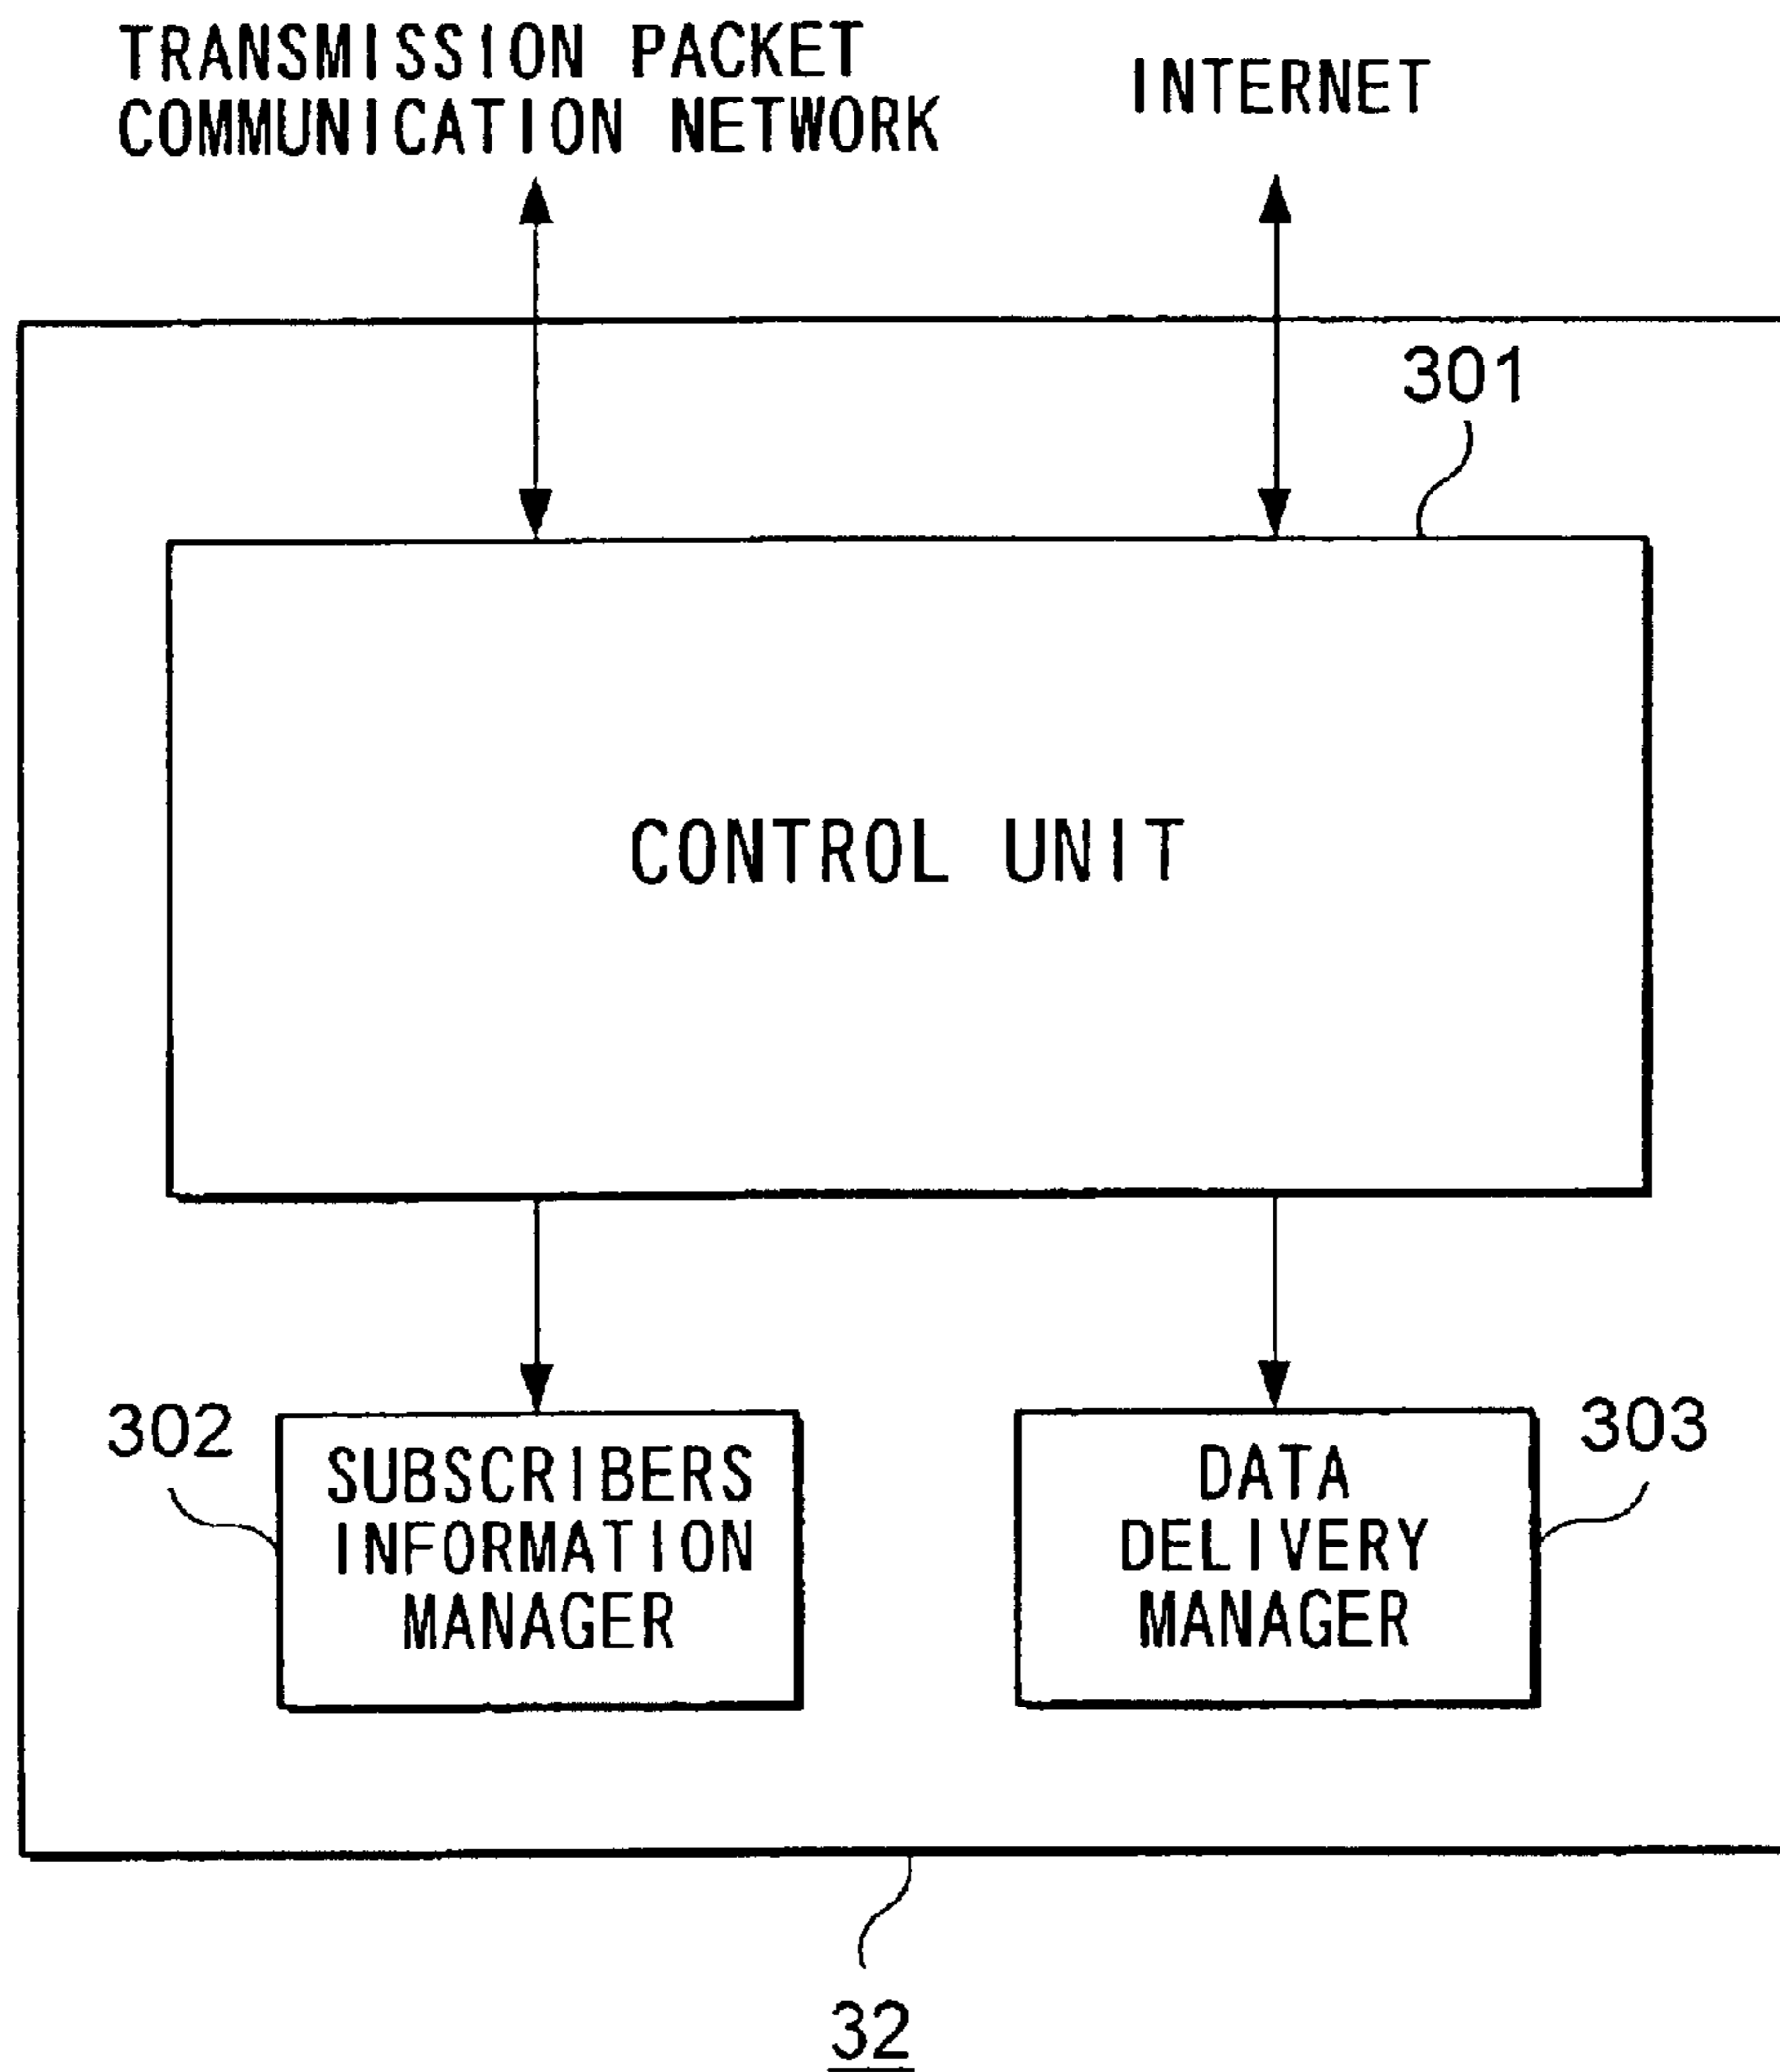 TRANSMISSION PACKET
COMMUNICATION NETWORK
INTERNET
301
CONTROL UNIT
302
SUBSCRIBERS
INFORMATION
MANAGER
DATA
DELIVERY
MANAGER
303
32